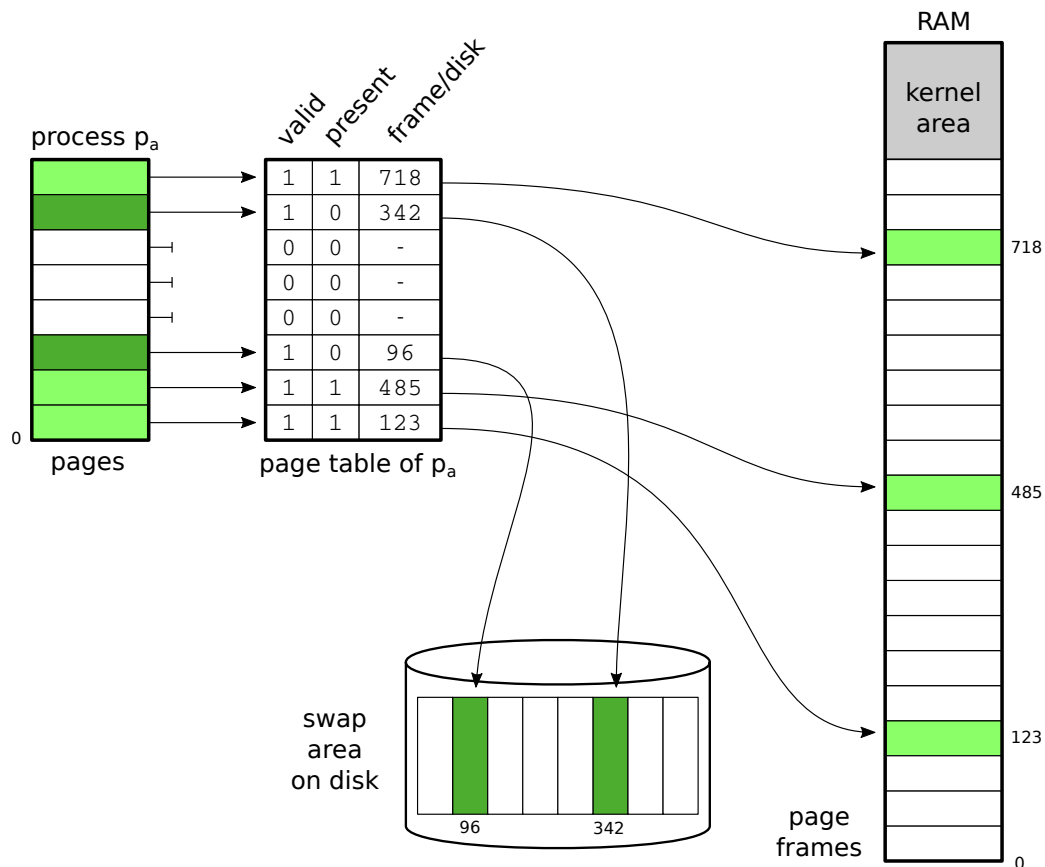 RAM
kernel
area
valid
present
frame/disk
process pₐ
1 1 718
1 0 342
0 0 -
0 0 -
0 0 -
1 0 96
1 1 485
1 1 123
0
pages
page table of pₐ
718
485
123
0
swap
area
on disk
96
342
page
frames